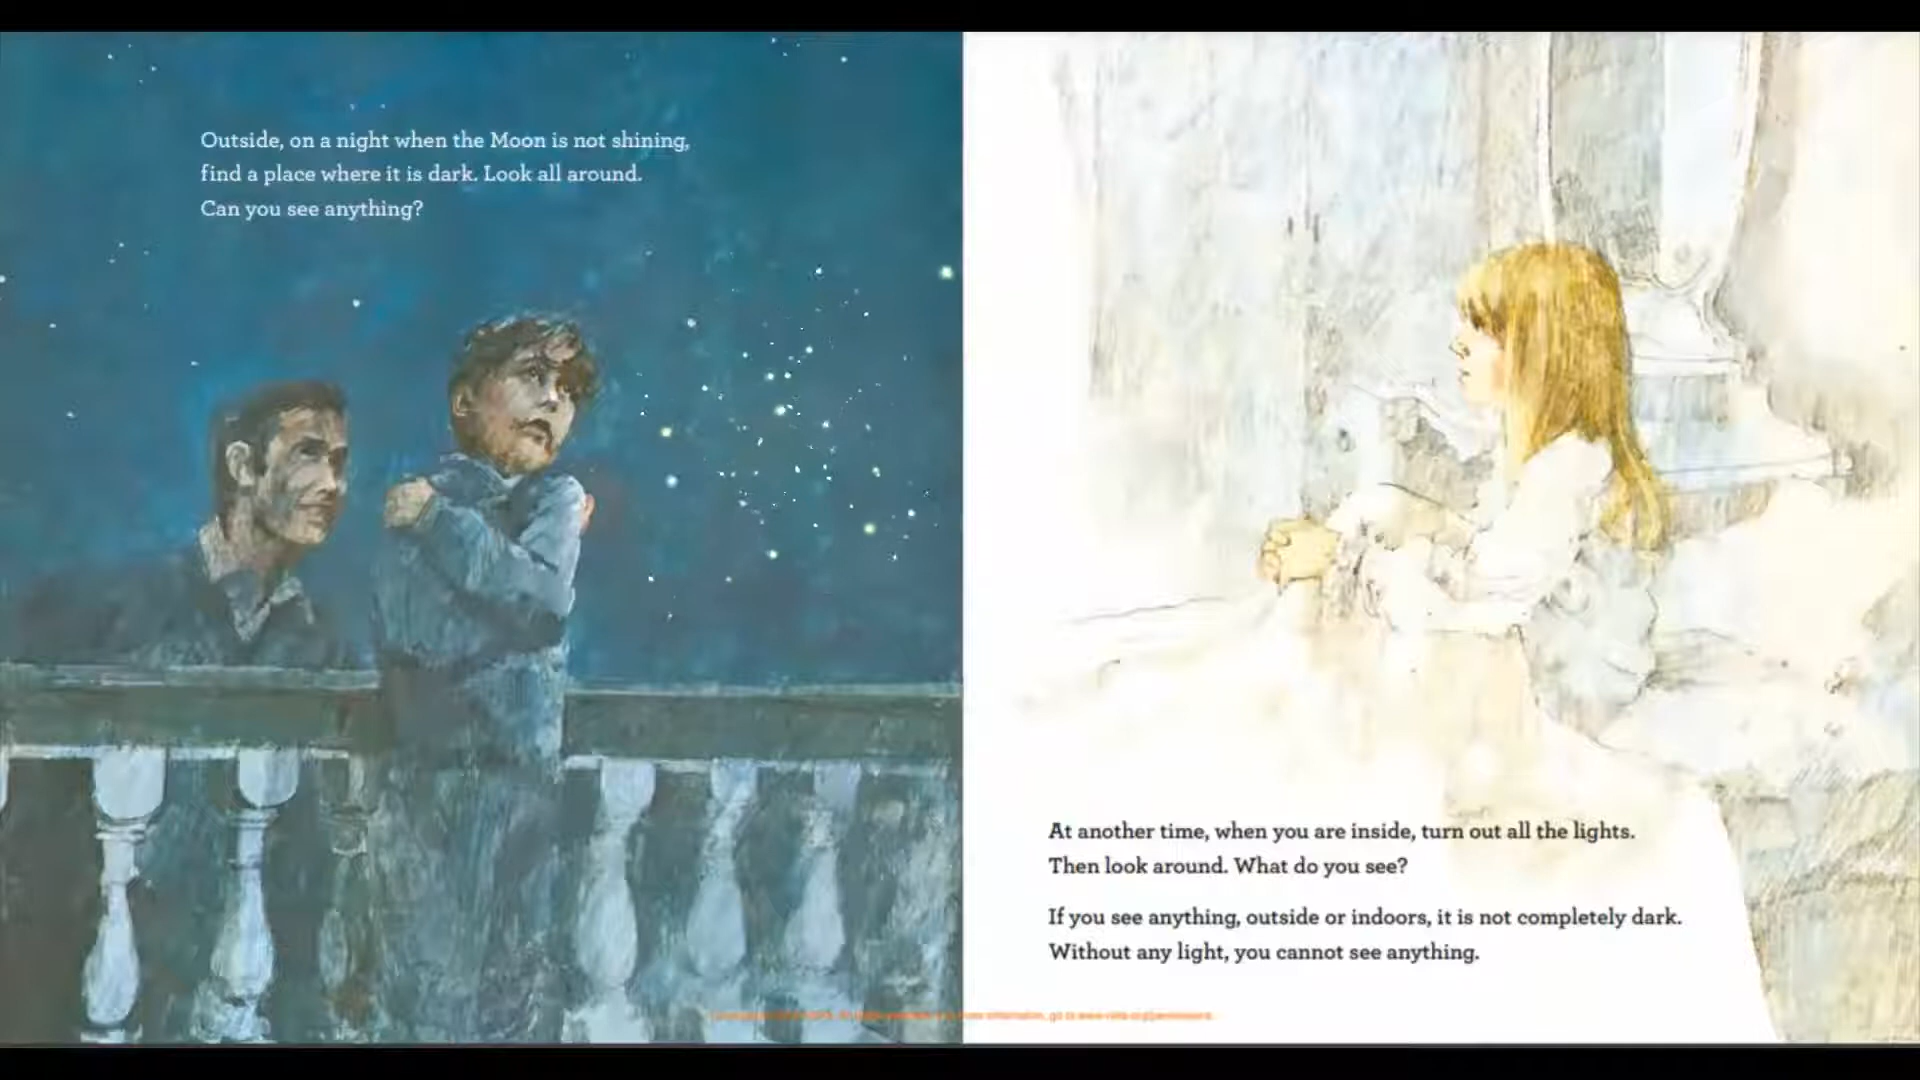 Outside, on a night when the Moon is not shining,
find a place where it is dark. Look all around.
Can you see anything?
At another time, when you are inside, turn out all the lights.
Then look around. What do you see?
If you see anything, outside or indoors, it is not completely dark.
Without any light, you cannot see anything.